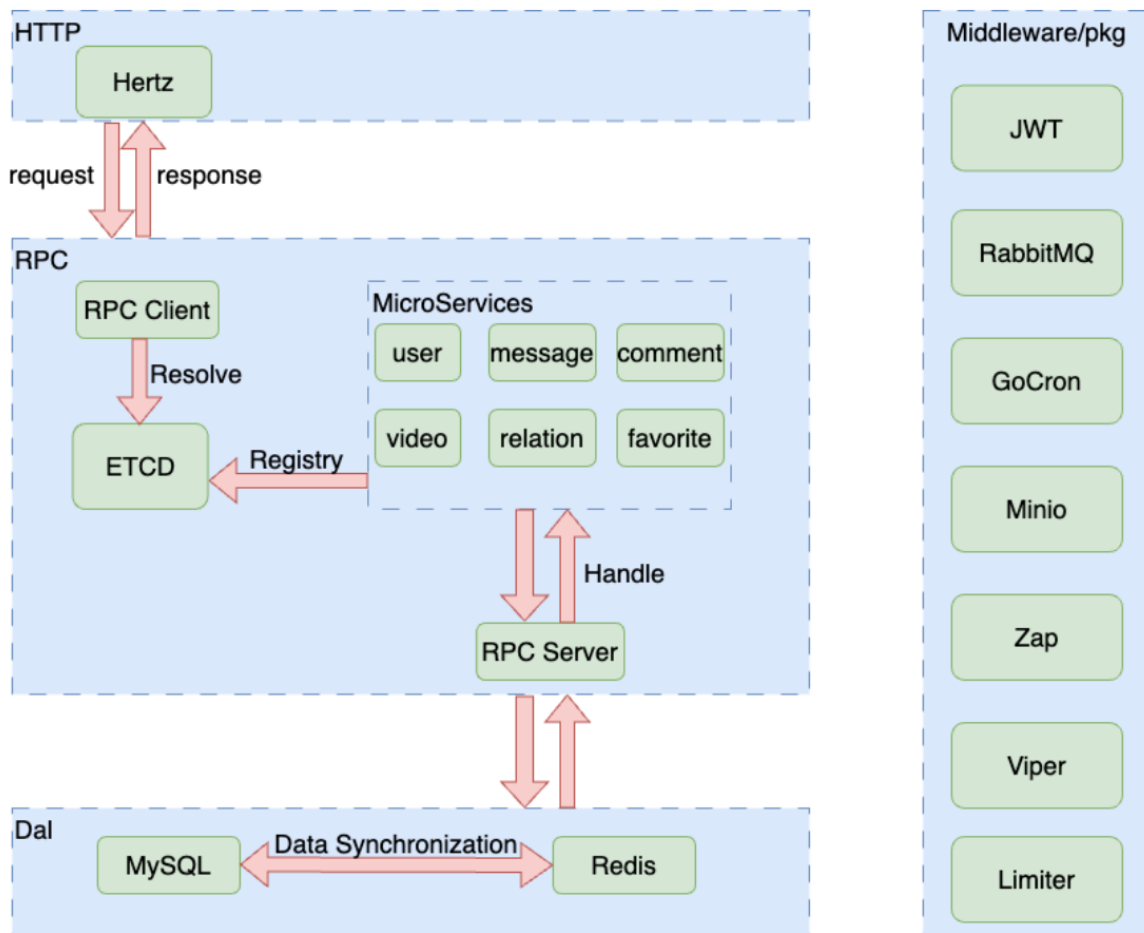 HTTP
Hertz
request
response
RPC
RPC Client
Resolve
ETCD
Registry
MicroServices
user
message
comment
video
relation
favorite
Handle
RPC Server
Dal
MySQL
Data Synchronization
Redis
Middleware/pkg
JWT
RabbitMQ
GoCron
Minio
Zap
Viper
Limiter